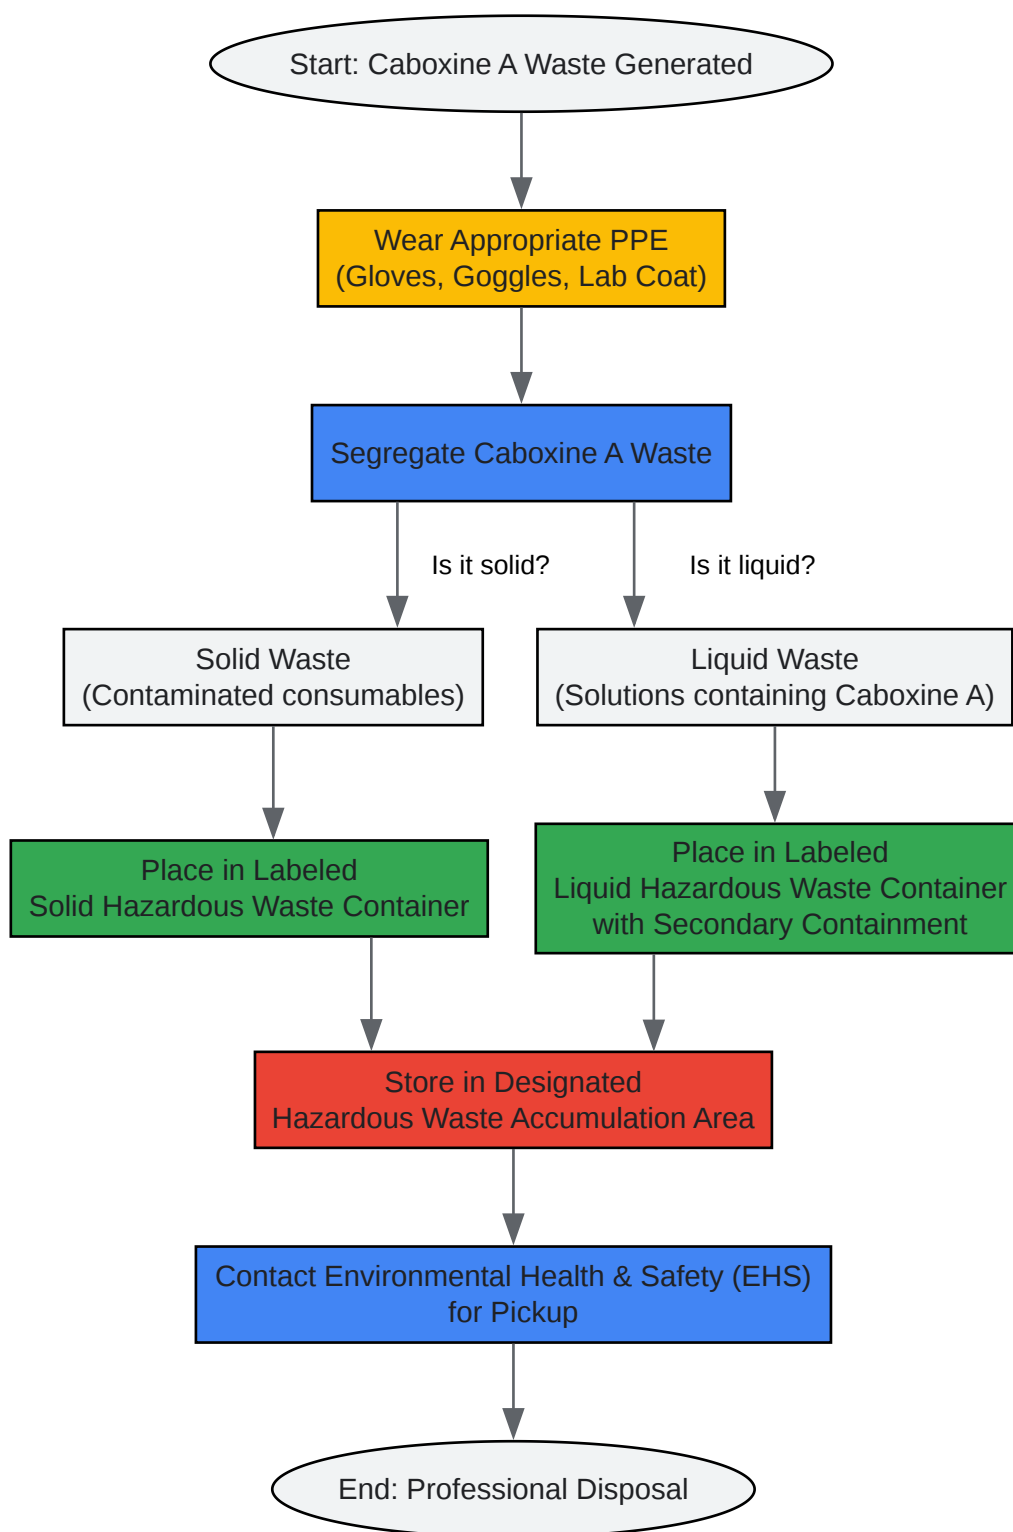 Start: Caboxine A Waste Generated
Wear Appropriate PPE
(Gloves, Goggles, Lab Coat)
Segregate Caboxine A Waste
Is it solid?
Is it liquid?
Solid Waste
(Contaminated consumables)
Liquid Waste
(Solutions containing Caboxine A)
Place in Labeled
Solid Hazardous Waste Container
Place in Labeled
Liquid Hazardous Waste Container
with Secondary Containment
Store in Designated
Hazardous Waste Accumulation Area
Contact Environmental Health & Safety (EHS)
for Pickup
End: Professional Disposal